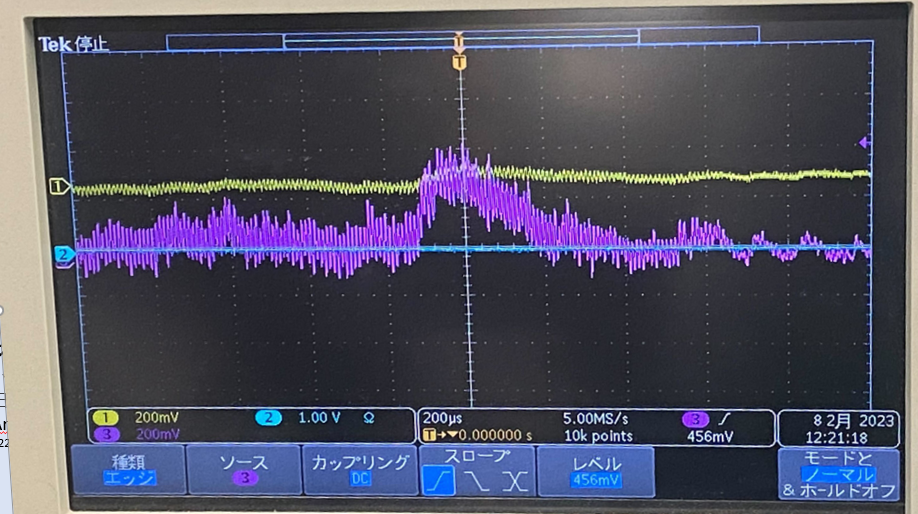 Tek 停止
T
T
1
2
1 200mV 2 1.00 V Ω
3 200mV
200µs 5.00MS/s 3
T→▼0.000000 s 10k points 456mV
8 2月 2023
12:21:18
種類
エッジ
ソース
3
カップリング
DC
スロープ
レベル
456mV
モードと
ノーマル
& ホールドオフ
22